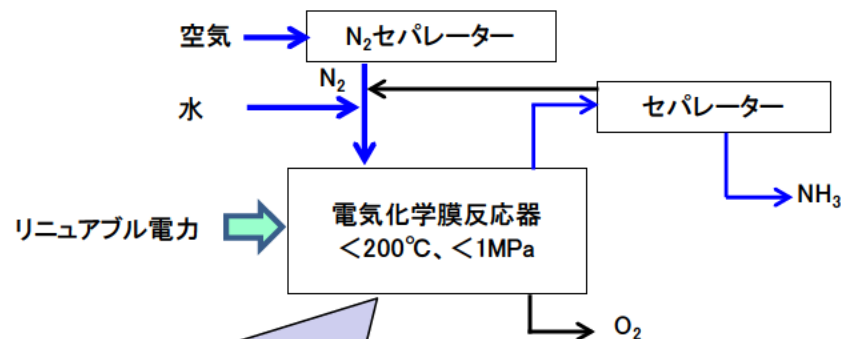 空気
N₂セパレーター
N₂
水
セパレーター
NH₃
リニュアブル電力
電気化学膜反応器
＜200℃、＜1MPa
O₂